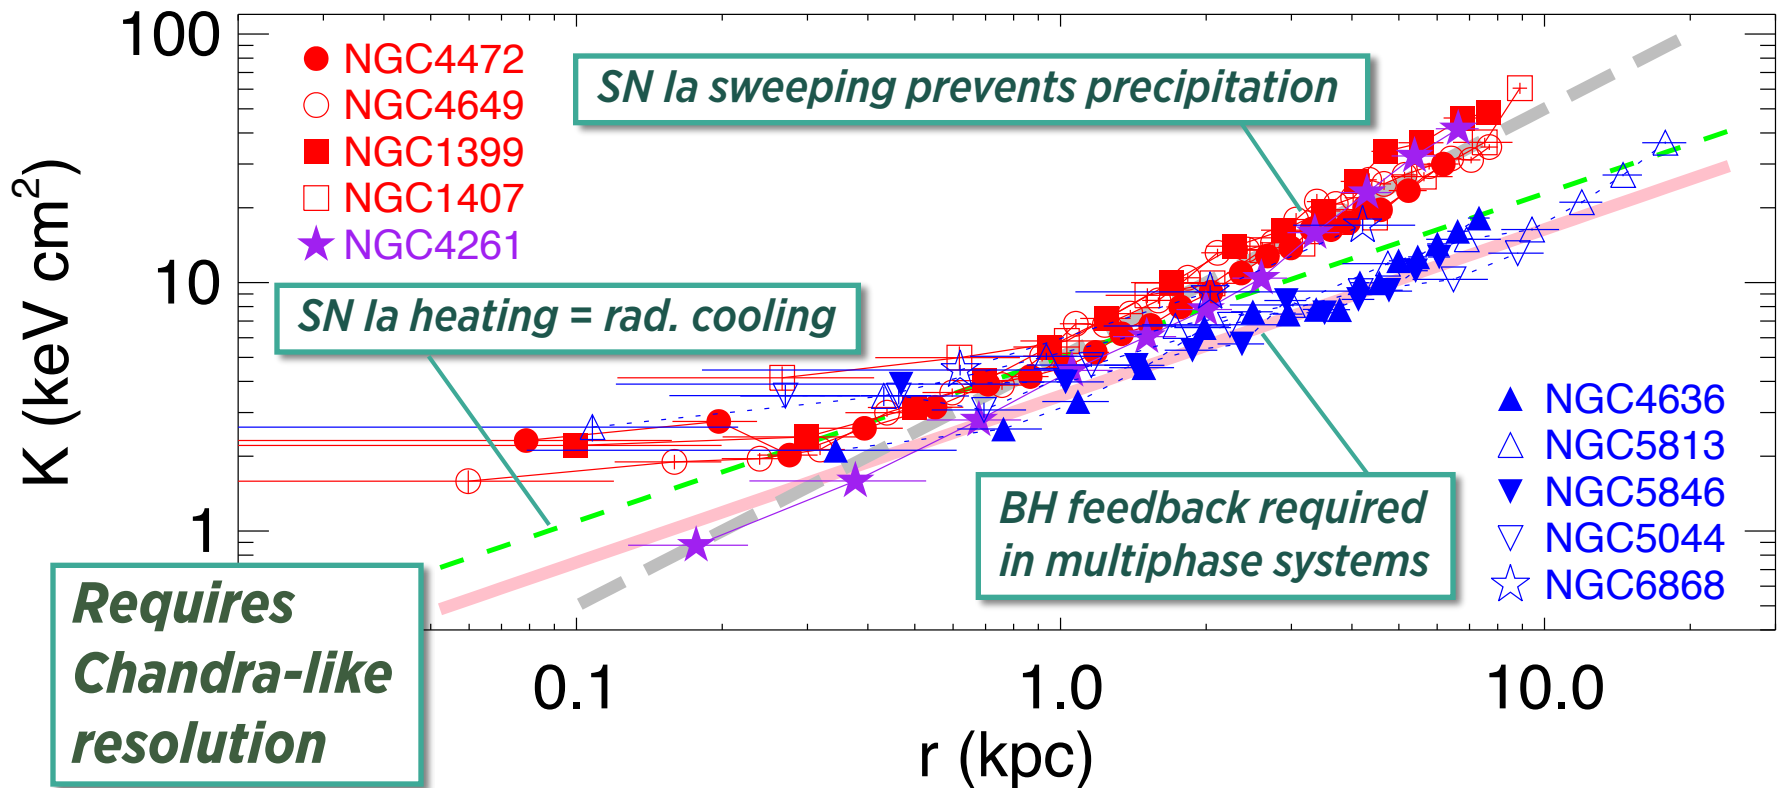 100
10
1
K (keV cm²)
NGC4472
NGC4649
NGC1399
NGC1407
NGC4261
SN Ia sweeping prevents precipitation
SN Ia heating = rad. cooling
BH feedback required
in multiphase systems
NGC4636
NGC5813
NGC5846
NGC5044
NGC6868
Requires
Chandra-like
resolution
0.1
1.0
10.0
r (kpc)